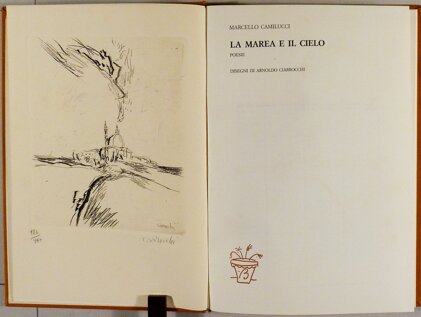 MARCELLO CAMILUCCI
LA MAREA E IL CIELO
POESIE
DISEGNI DI ARNOLDO CIARROCCHI